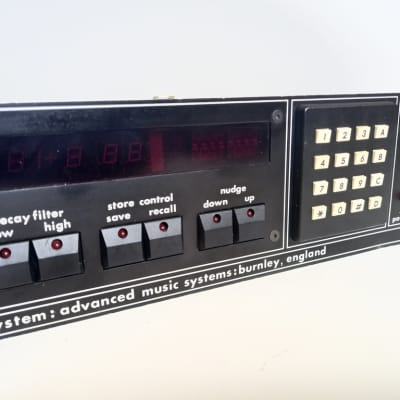 ecay filter
store control
nudge
ow
high
save
recall
down
up
1 2 3 A
4 5 6 B
7 8 9 C
* 0 # D
ystem: advanced music systems: burnley, england